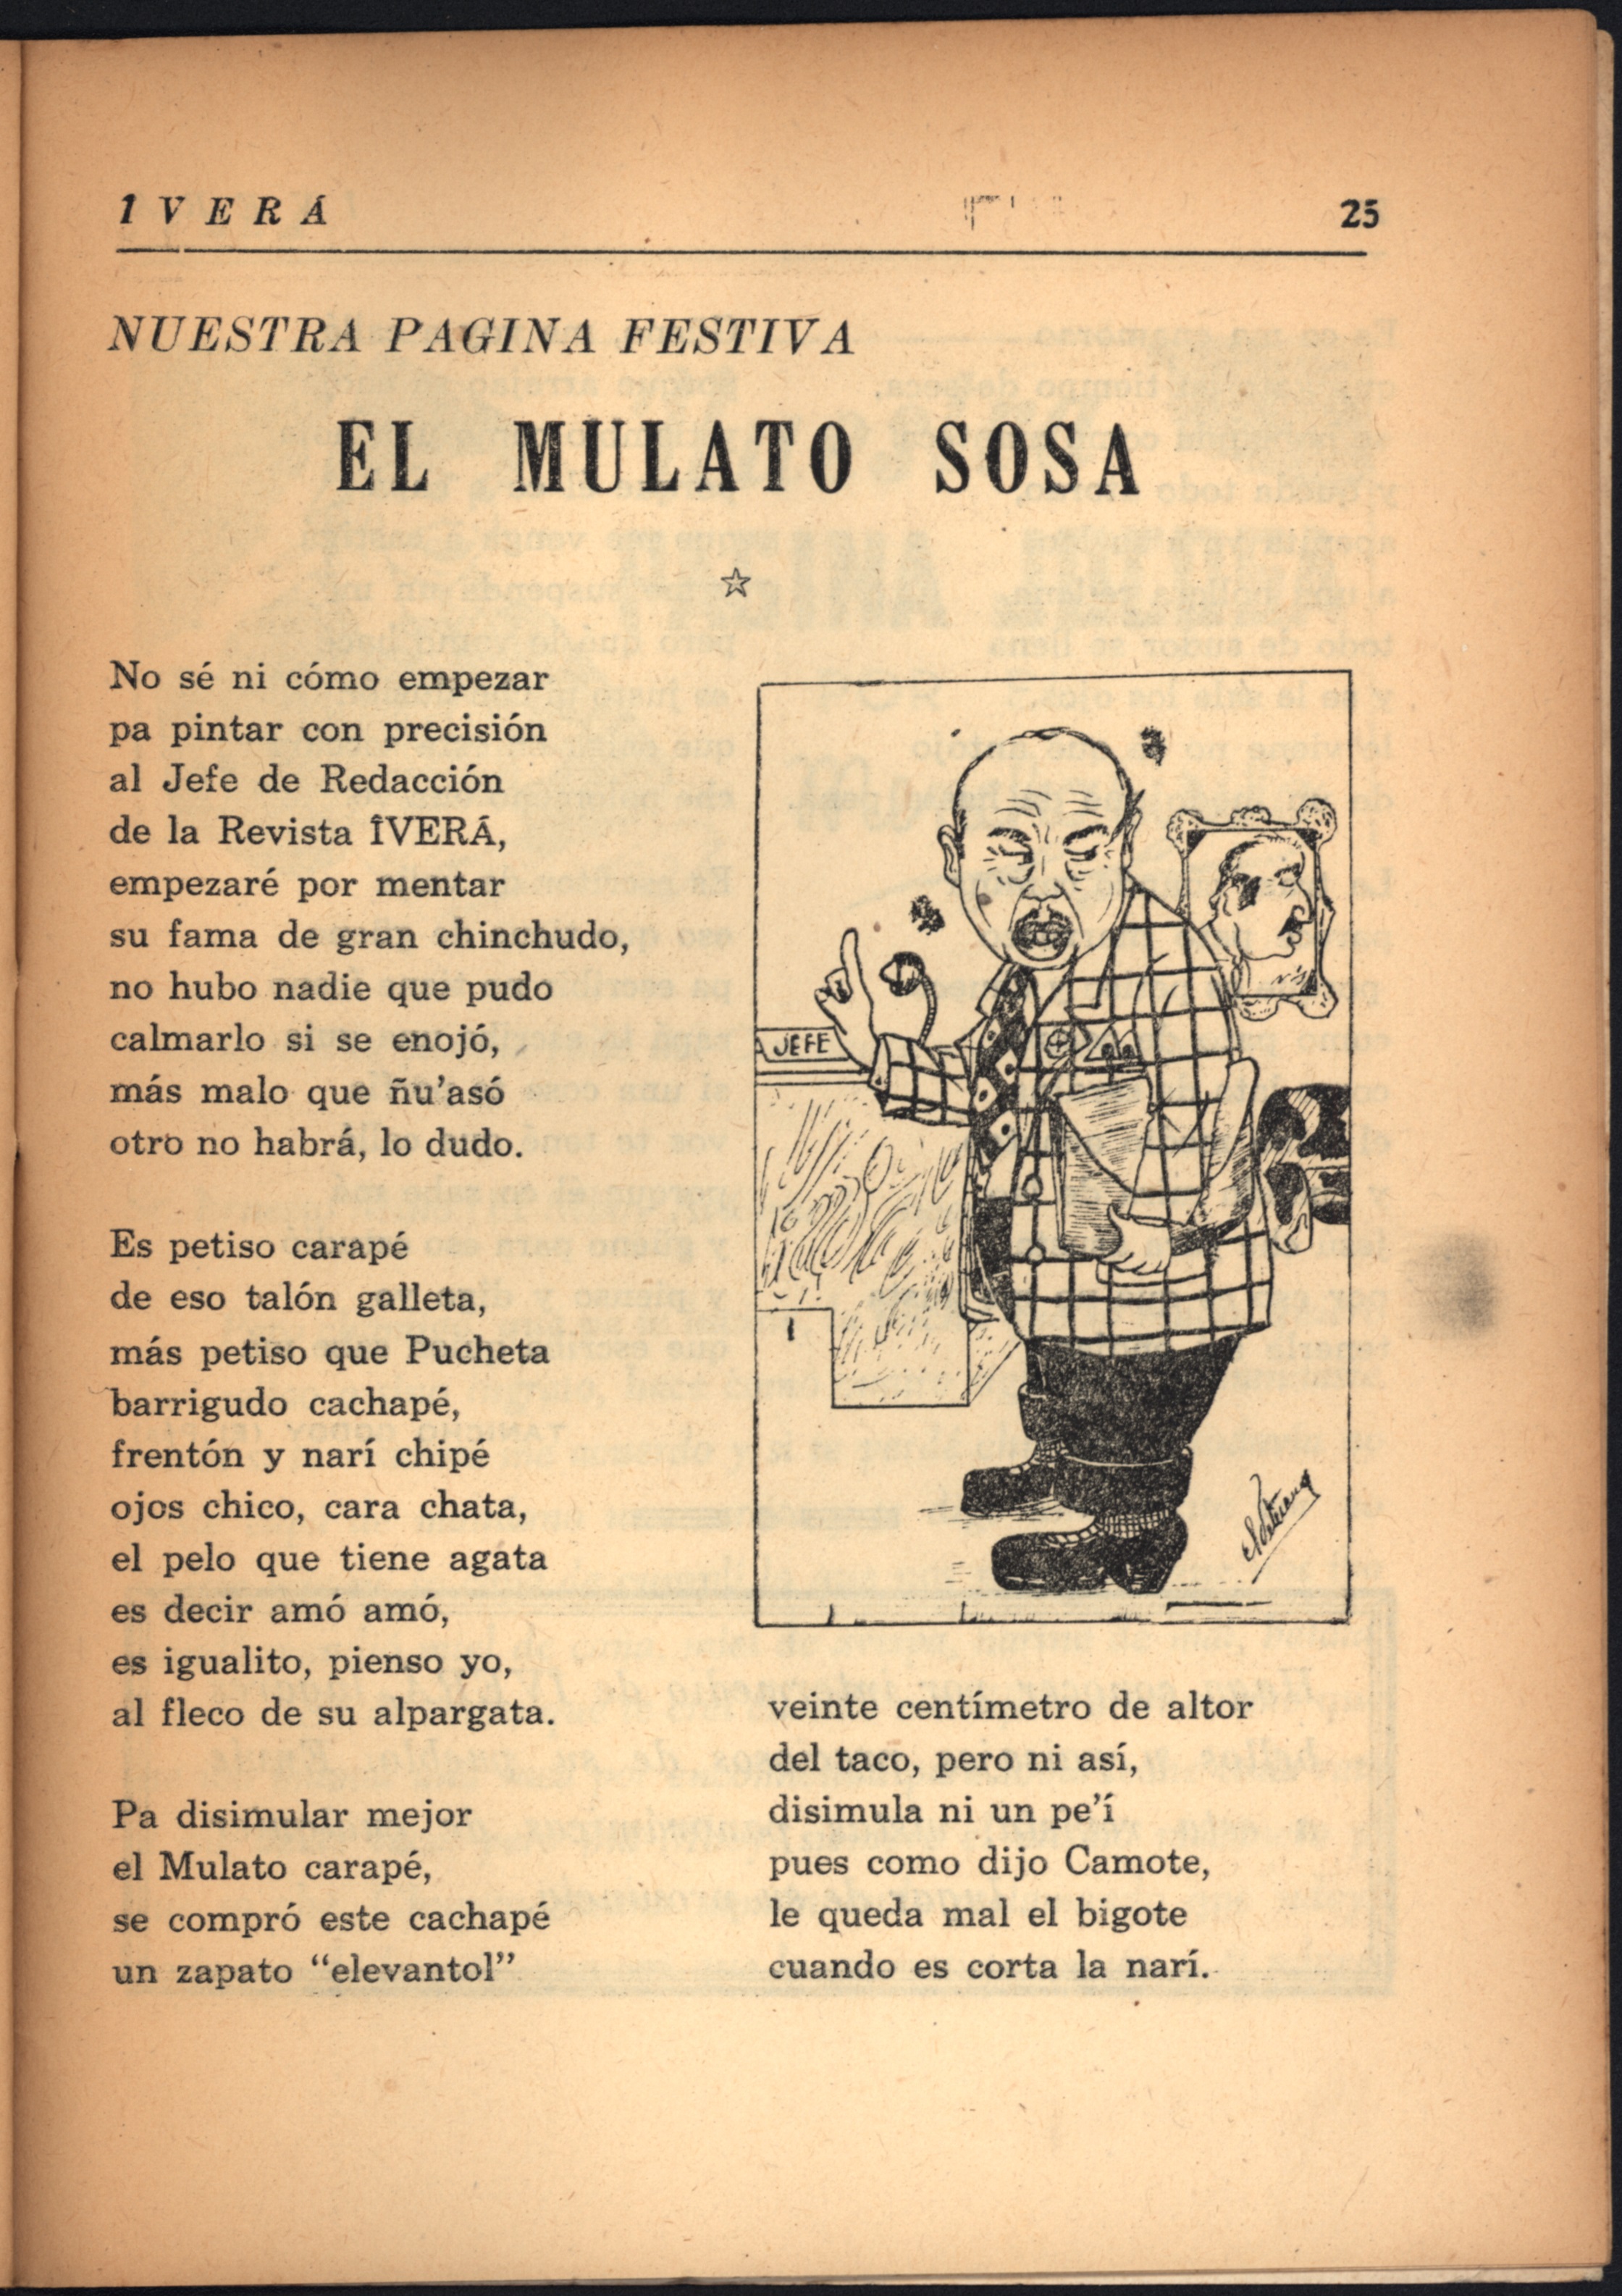 IVERÁ 25
NUESTRA PAGINA FESTIVA
EL MULATO SOSA
No sé ni cómo empezar
pa pintar con precisión
al Jefe de Redacción
de la Revista ÎVERÁ,
empezaré por mentar
su fama de gran chinchudo,
no hubo nadie que pudo
calmarlo si se enojó,
más malo que ñu'asó
otro no habrá, lo dudo.
Es petiso carapé
de eso talón galleta,
más petiso que Pucheta
barrigudo cachapé,
frentón y narí chipé
ojos chico, cara chata,
el pelo que tiene agata
es decir amó amó,
es igualito, pienso yo,
al fleco de su alpargata.
Pa disimular mejor
el Mulato carapé,
se compró este cachapé
un zapato “elevantol”
JEFE
veinte centímetro de altor
del taco, pero ni así,
disimula ni un pe’í
pues como dijo Camote,
le queda mal el bigote
cuando es corta la narí.